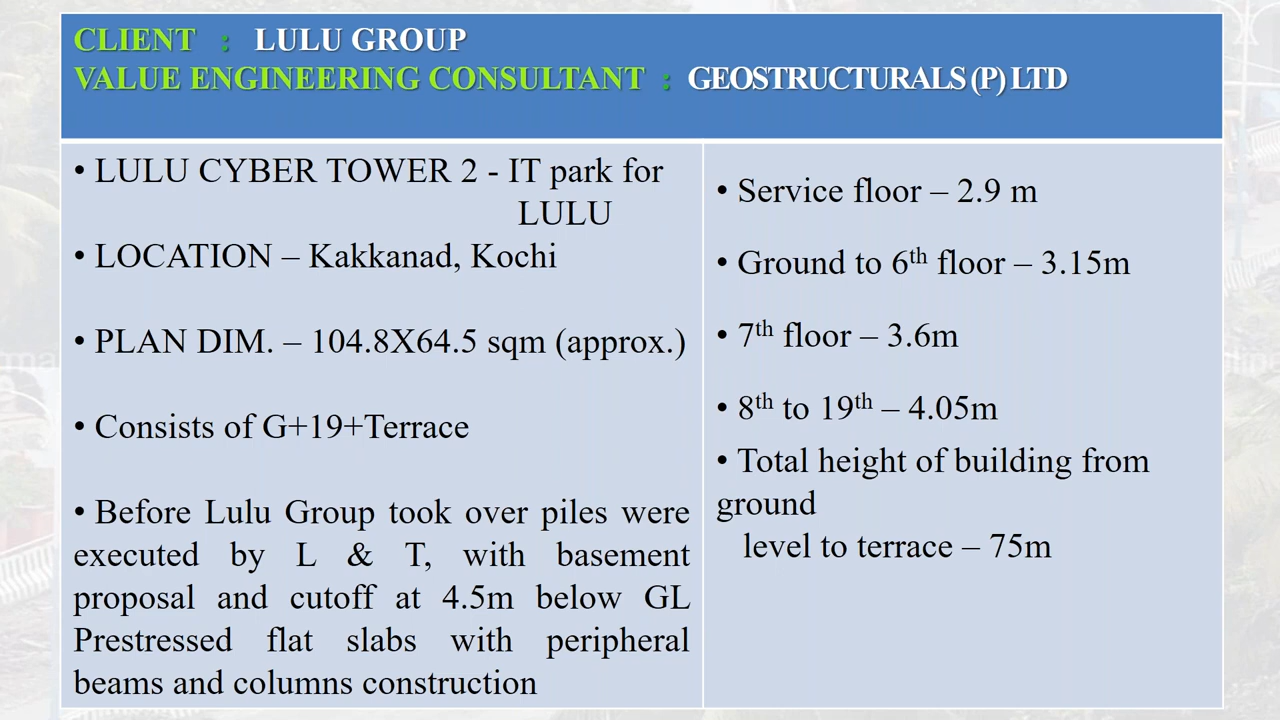 CLIENT : LULU GROUP
VALUE ENGINEERING CONSULTANT : GEOSTRUCTURALS (P) LTD
• LULU CYBER TOWER 2 - IT park for
LULU
• LOCATION – Kakkanad, Kochi
• PLAN DIM. – 104.8X64.5 sqm (approx.)
• Consists of G+19+Terrace
• Before Lulu Group took over piles were
executed by L & T, with basement
proposal and cutoff at 4.5m below GL
Prestressed flat slabs with peripheral
beams and columns construction
• Service floor – 2.9 m
• Ground to 6th floor – 3.15m
• 7th floor – 3.6m
• 8th to 19th – 4.05m
• Total height of building from
ground
level to terrace – 75m